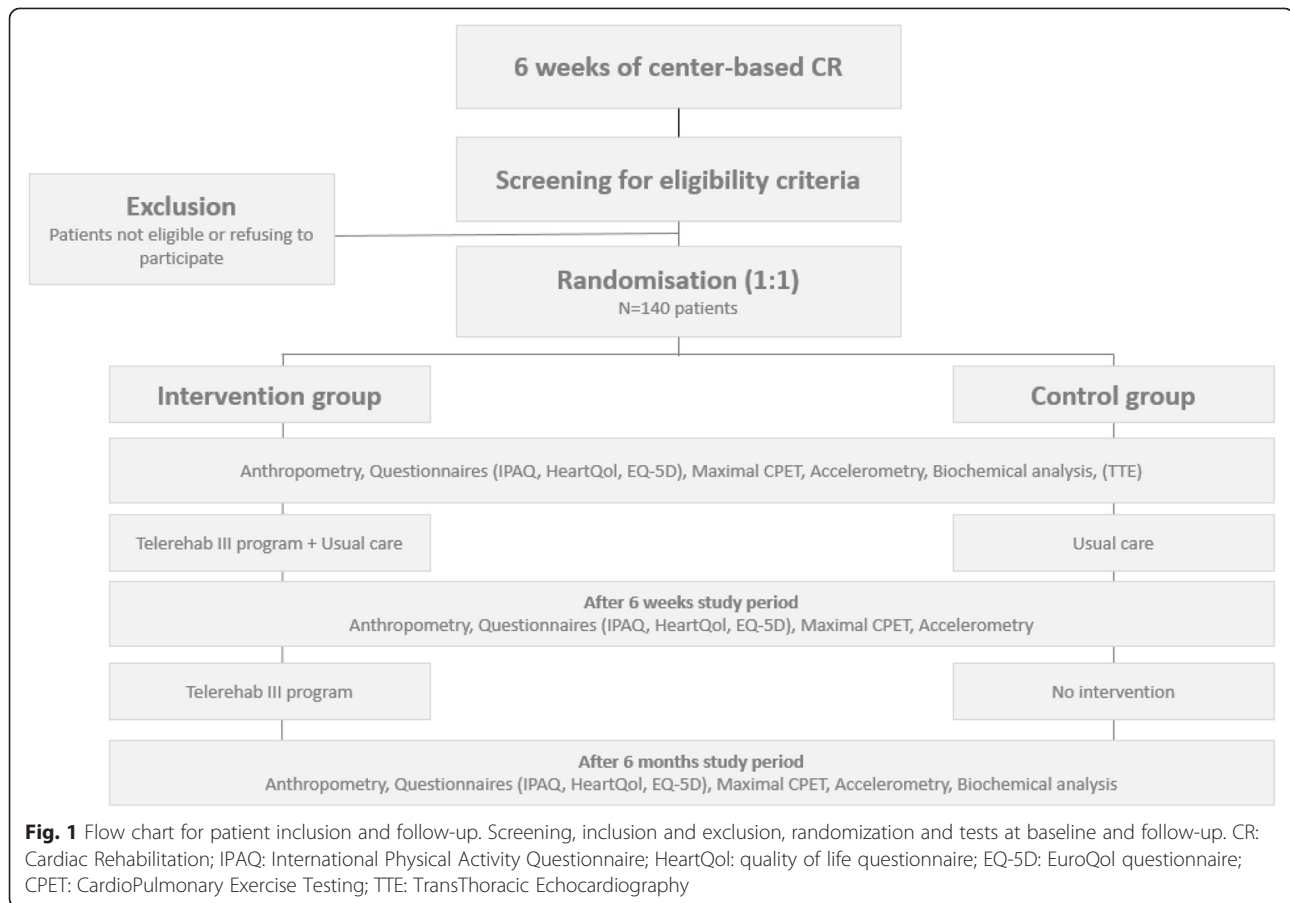 6 weeks of center-based CR
Screening for eligibility criteria
Exclusion
Patients not eligible or refusing to
participate
Randomisation (1:1)
N=140 patients
Intervention group
Control group
Anthropometry, Questionnaires (IPAQ, HeartQol, EQ-5D), Maximal CPET, Accelerometry, Biochemical analysis, (TTE)
Telerehab III program + Usual care
Usual care
After 6 weeks study period
Anthropometry, Questionnaires (IPAQ, HeartQol, EQ-5D), Maximal CPET, Accelerometry
Telerehab III program
No intervention
After 6 months study period
Anthropometry, Questionnaires (IPAQ, HeartQol, EQ-5D), Maximal CPET, Accelerometry, Biochemical analysis
Fig. 1 Flow chart for patient inclusion and follow-up. Screening, inclusion and exclusion, randomization and tests at baseline and follow-up. CR:
Cardiac Rehabilitation; IPAQ: International Physical Activity Questionnaire; HeartQol: quality of life questionnaire; EQ-5D: EuroQol questionnaire;
CPET: CardioPulmonary Exercise Testing; TTE: TransThoracic Echocardiography